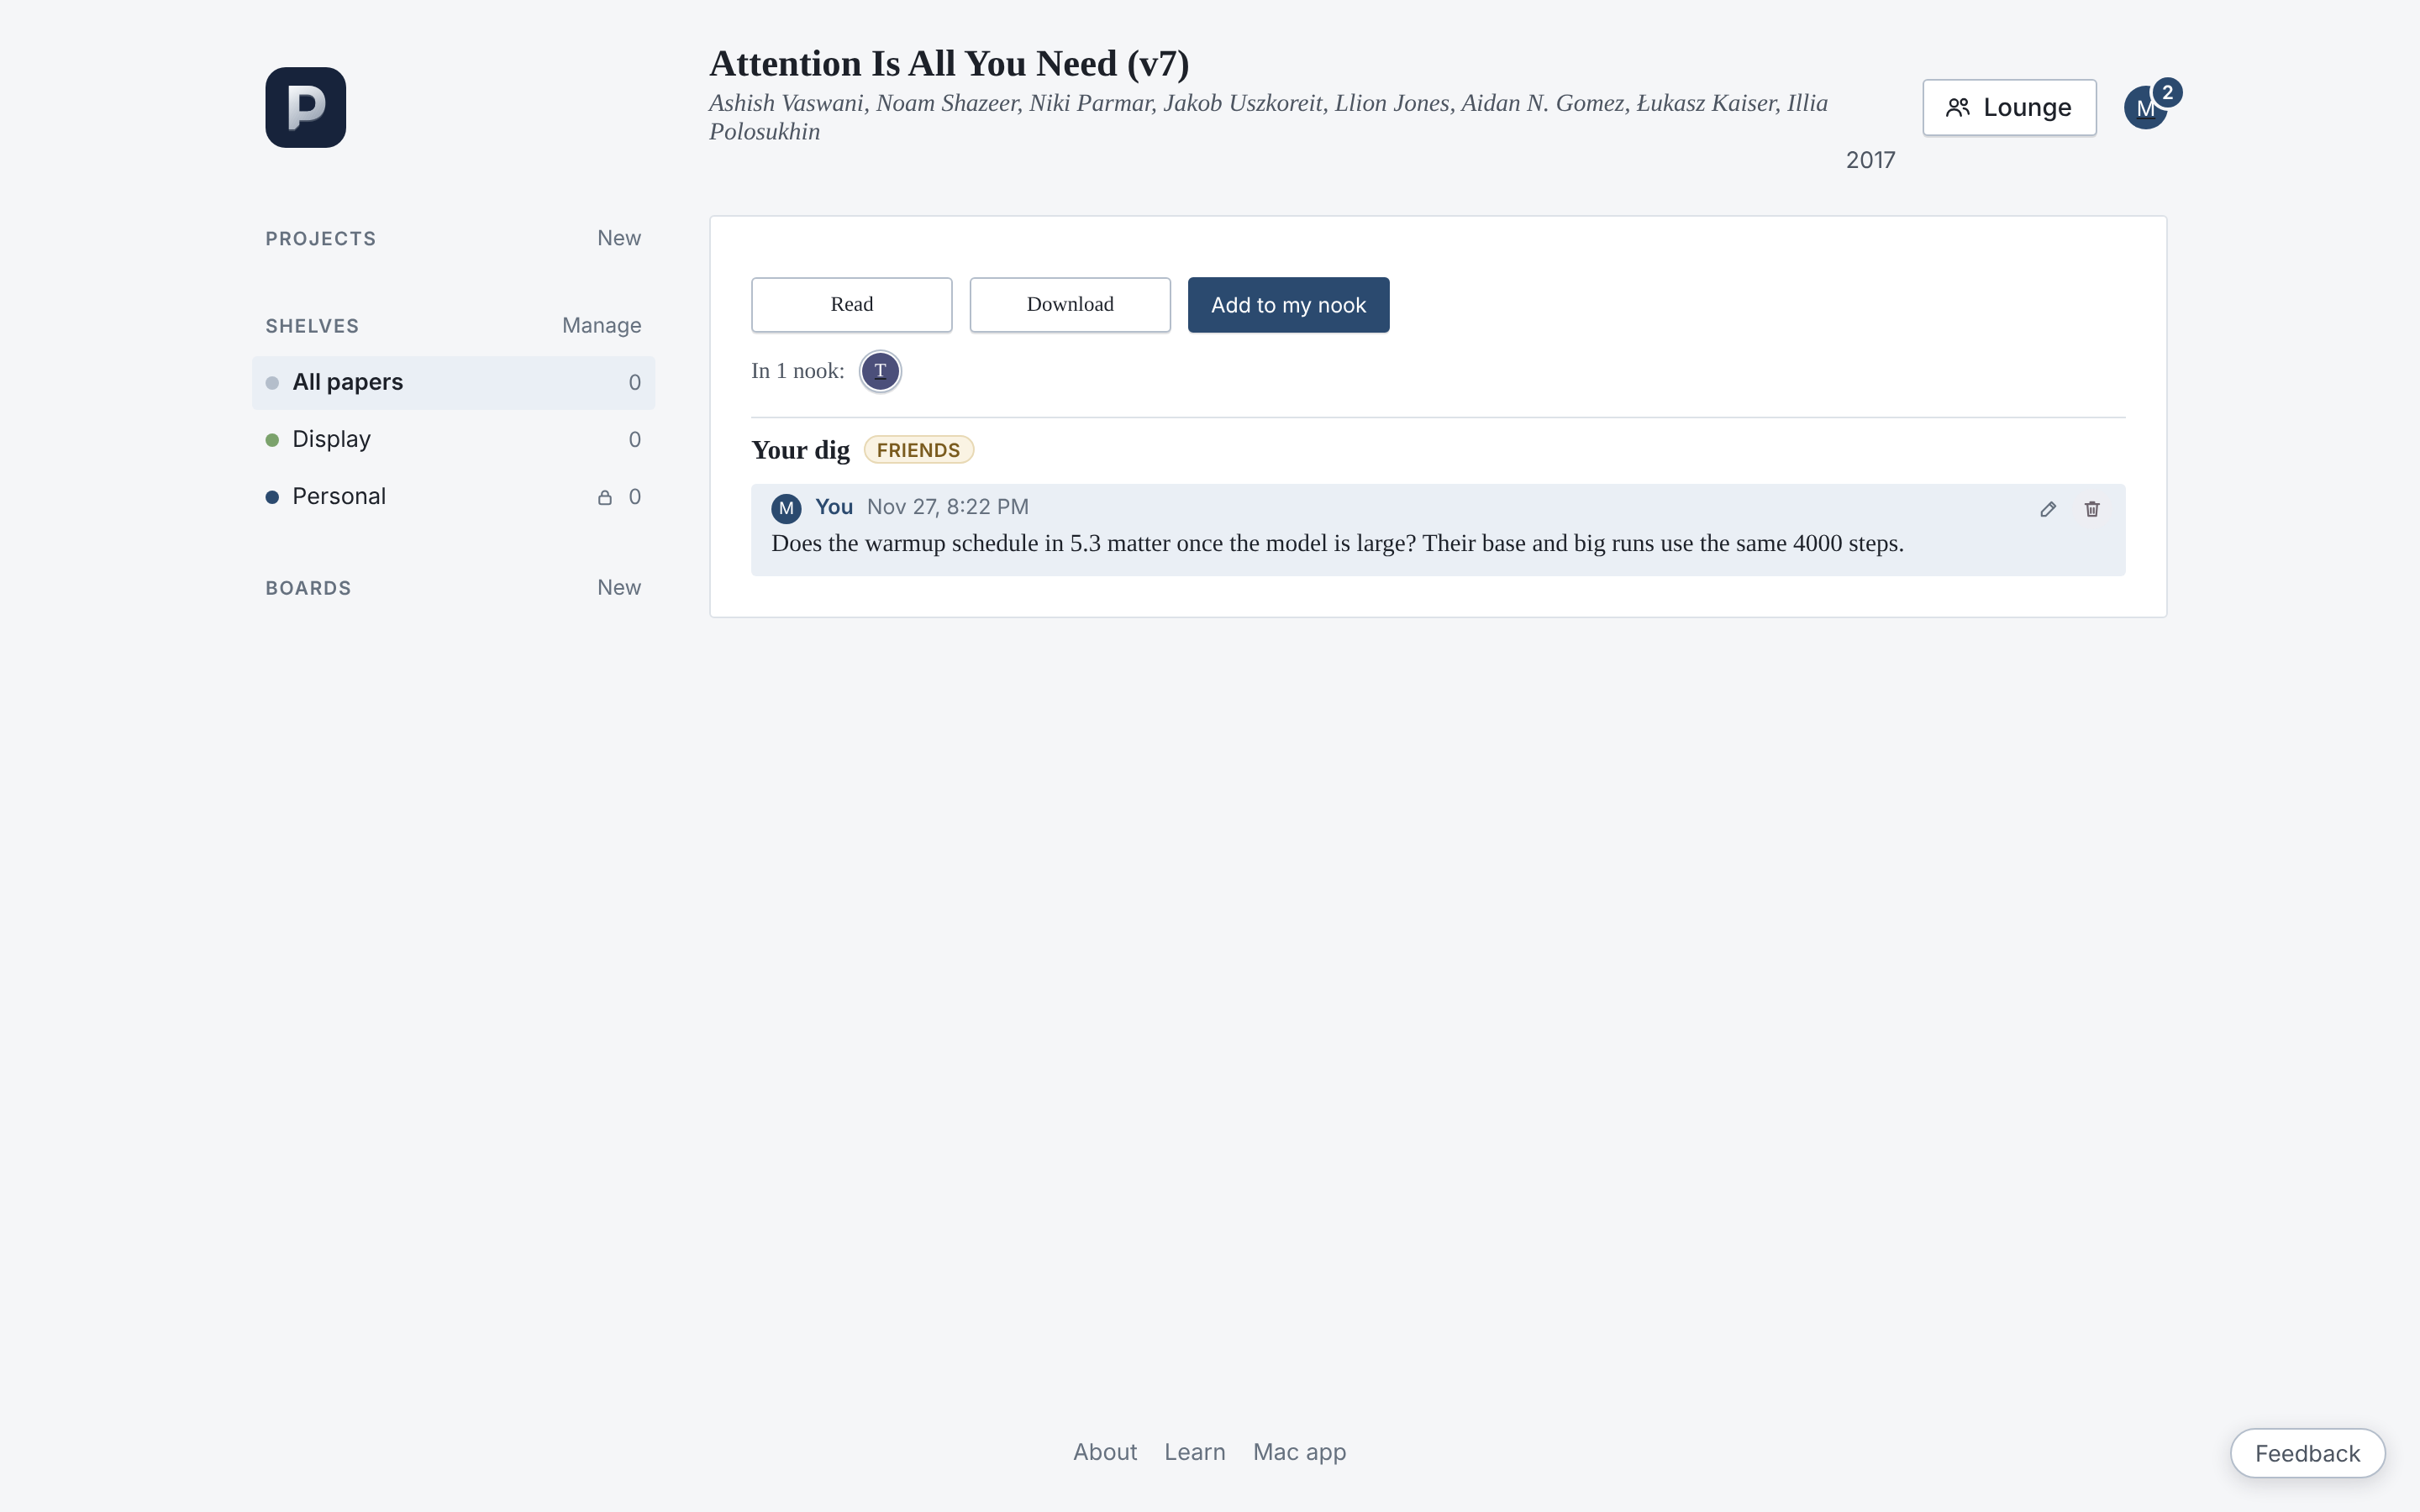 P
Attention Is All You Need (v7)
Ashish Vaswani, Noam Shazeer, Niki Parmar, Jakob Uszkoreit, Llion Jones, Aidan N. Gomez, Łukasz Kaiser, Illia
Polosukhin
2017
Lounge
M
2
PROJECTS New
SHELVES Manage
All papers 0
Display 0
Personal 0
BOARDS New
Read Download Add to my nook
In 1 nook: T
Your dig FRIENDS
M You Nov 27, 8:22 PM
Does the warmup schedule in 5.3 matter once the model is large? Their base and big runs use the same 4000 steps.
About Learn Mac app
Feedback